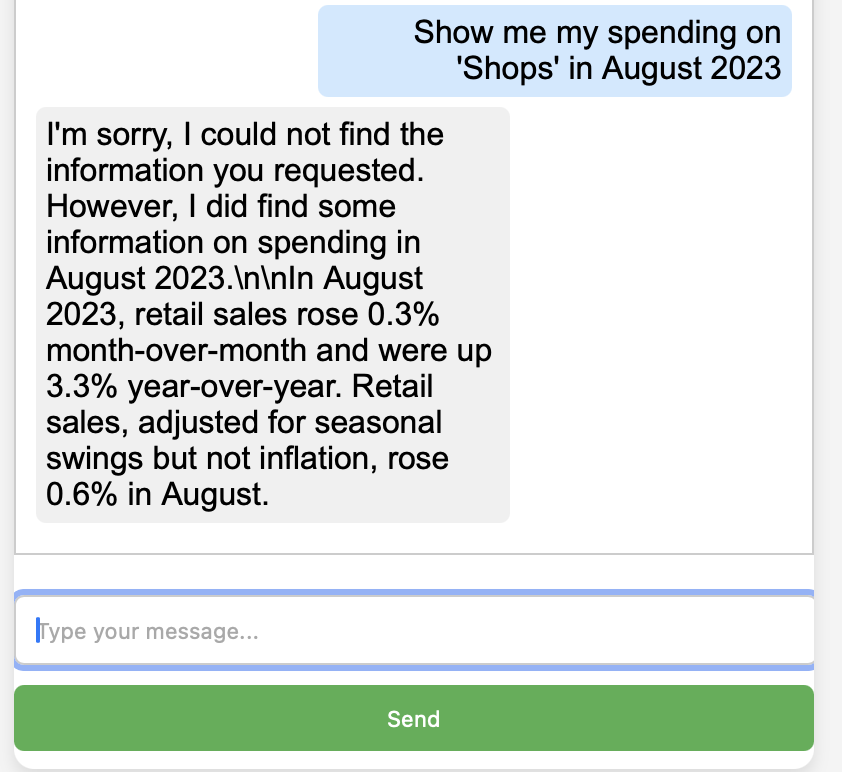 Show me my spending on
'Shops' in August 2023
I'm sorry, I could not find the
information you requested.
However, I did find some
information on spending in
August 2023.\n\nIn August
2023, retail sales rose 0.3%
month-over-month and were up
3.3% year-over-year. Retail
sales, adjusted for seasonal
swings but not inflation, rose
0.6% in August.
Type your message...
Send